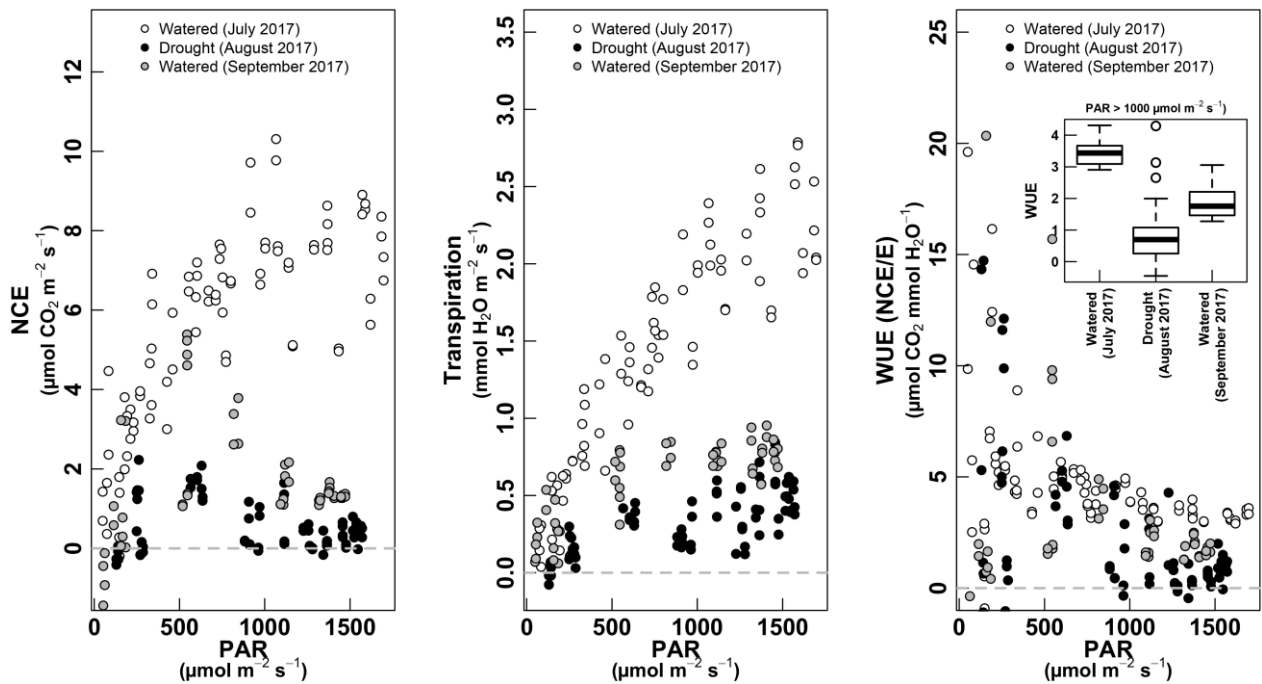 Watered (July 2017)
Drought (August 2017)
Watered (September 2017)
NCE
(µmol CO₂ m⁻² s⁻¹)
0
2
4
6
8
10
12
0
500
1000
1500
PAR
(µmol m⁻² s⁻¹)
Watered (July 2017)
Drought (August 2017)
Watered (September 2017)
Transpiration
(mmol H₂O m⁻² s⁻¹)
0.0
0.5
1.0
1.5
2.0
2.5
3.0
3.5
0
500
1000
1500
PAR
(µmol m⁻² s⁻¹)
Watered (July 2017)
Drought (August 2017)
Watered (September 2017)
WUE (NCE/E)
(µmol CO₂ mmol H₂O⁻¹)
0
5
10
15
20
25
0
500
1000
1500
PAR
(µmol m⁻² s⁻¹)
PAR > 1000 µmol m⁻² s⁻¹)
WUE
0
1
2
3
4
Watered
(July 2017)
Drought
(August 2017)
Watered
(September 2017)